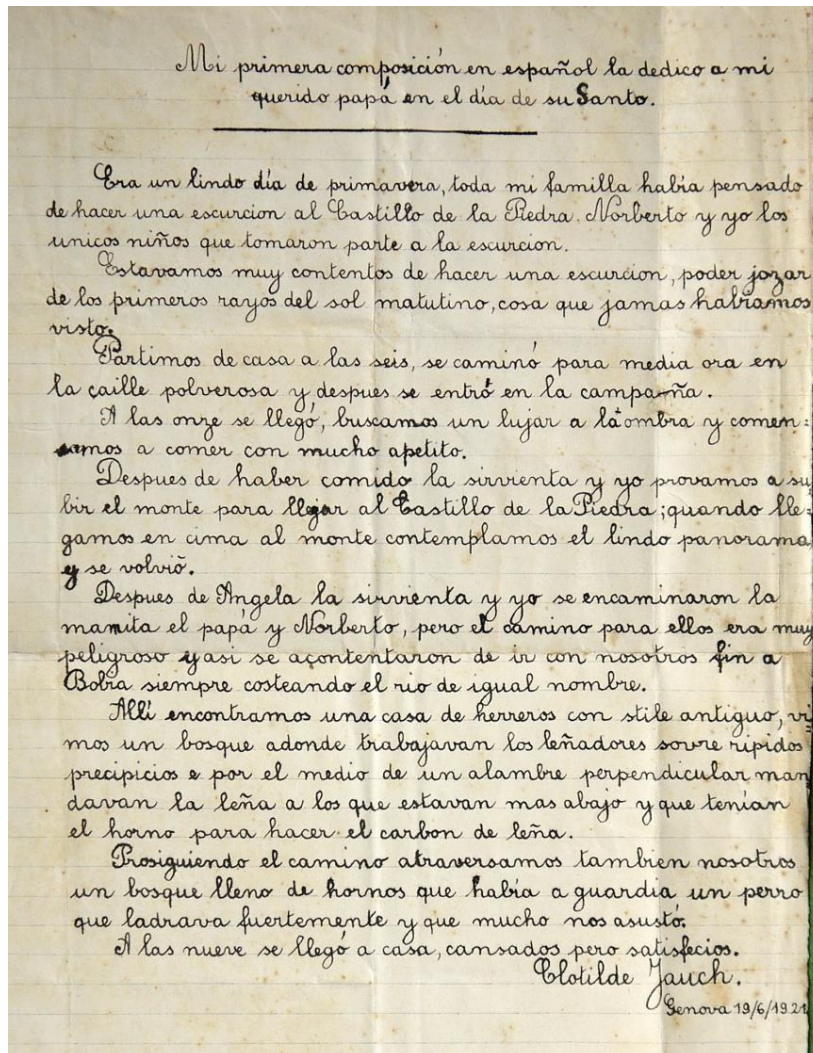 Mi primera composición en español la dedico a mi
querido papá en el día de su Santo.
Era un lindo día de primavera, toda mi familla había pensado
de hacer una escurcion al Castillo de la Piedra. Norberto y yo los
unicos niños que tomaron parte a la escurcion.
Estavamos muy contentos de hacer una escurcion, poder jozar
de los primeros rayos del sol matutino, cosa que jamas habiamos
visto.
Partimos de casa a las seis, se caminó para media ora en
la caille polverosa y despues se entró en la campaña.
A las onze se llegó, buscamos un lujar a la ombra y comen=
samos a comer con mucho apetito.
Despues de haber comido la sirvienta y yo provamos a su
bir el monte para llegar al Castillo de la Piedra; quando lle=
gamos en cima al monte contemplamos el lindo panorama
y se volvió.
Despues de Angela la sirvienta y yo se encaminaron la
mamita el papá y Norberto, pero el camino para ellos era muy
peligroso y asi se acontentaron de ir con nosotros fin a
Bobra siempre costeando el rio de igual nombre.
Allí encontramos una casa de herreros con stile antiguo, vi=
mos un bosque adonde trabajavan los leñadores sovre ripidos
precipicios e por el medio de un alambre perpendicular man
davan la leña a los que estavan mas abajo y que tenían
el horno para hacer el carbon de leña.
Prosiguiendo el camino atraversamos tambien nosotros
un bosque lleno de hornos que había a guardia un perro
que ladrava fuertemente y que mucho nos asustó.
A las nueve se llegó a casa, cansados pero satisfecios.
Clotilde Jauch.
Genova 19/6/1921